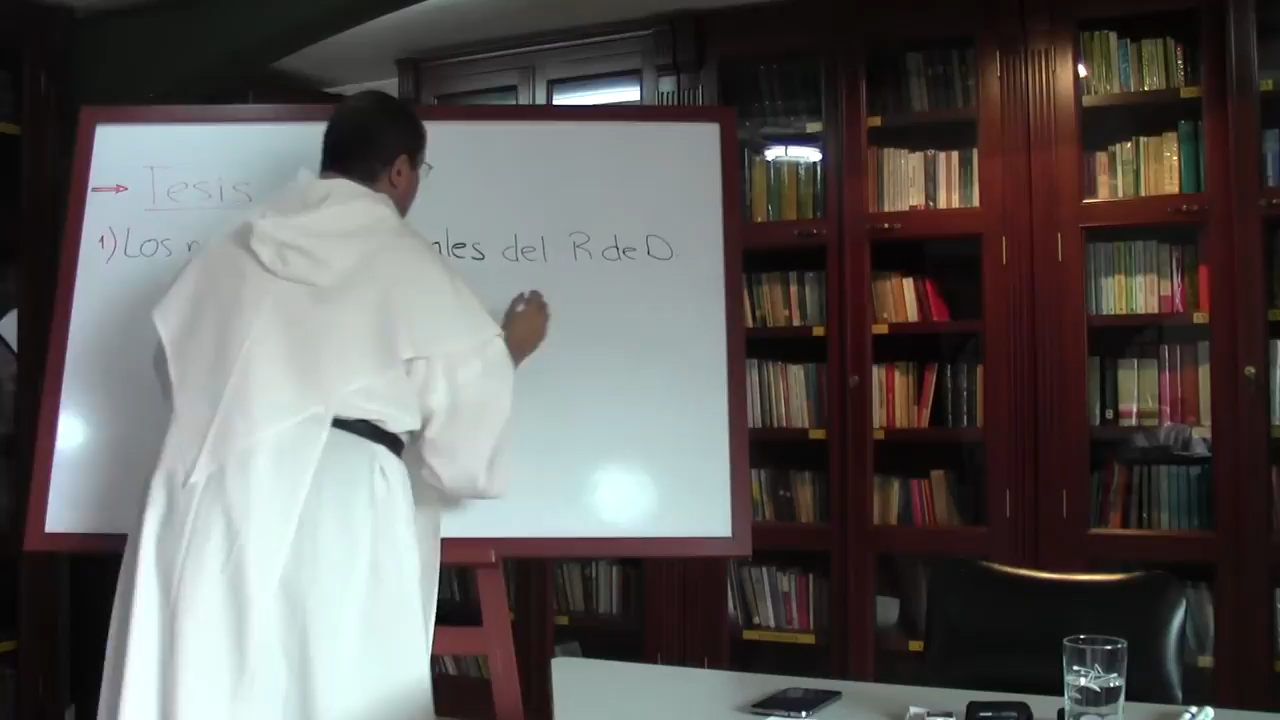 → Tesis
1) Los ales del R de D.